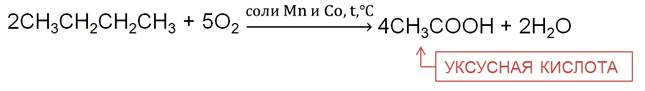 2CH₃CH₂CH₂CH₃ + 5O₂ соли Mn и Co, t,°C 4CH₃COOH + 2H₂O
УКСУСНАЯ КИСЛОТА